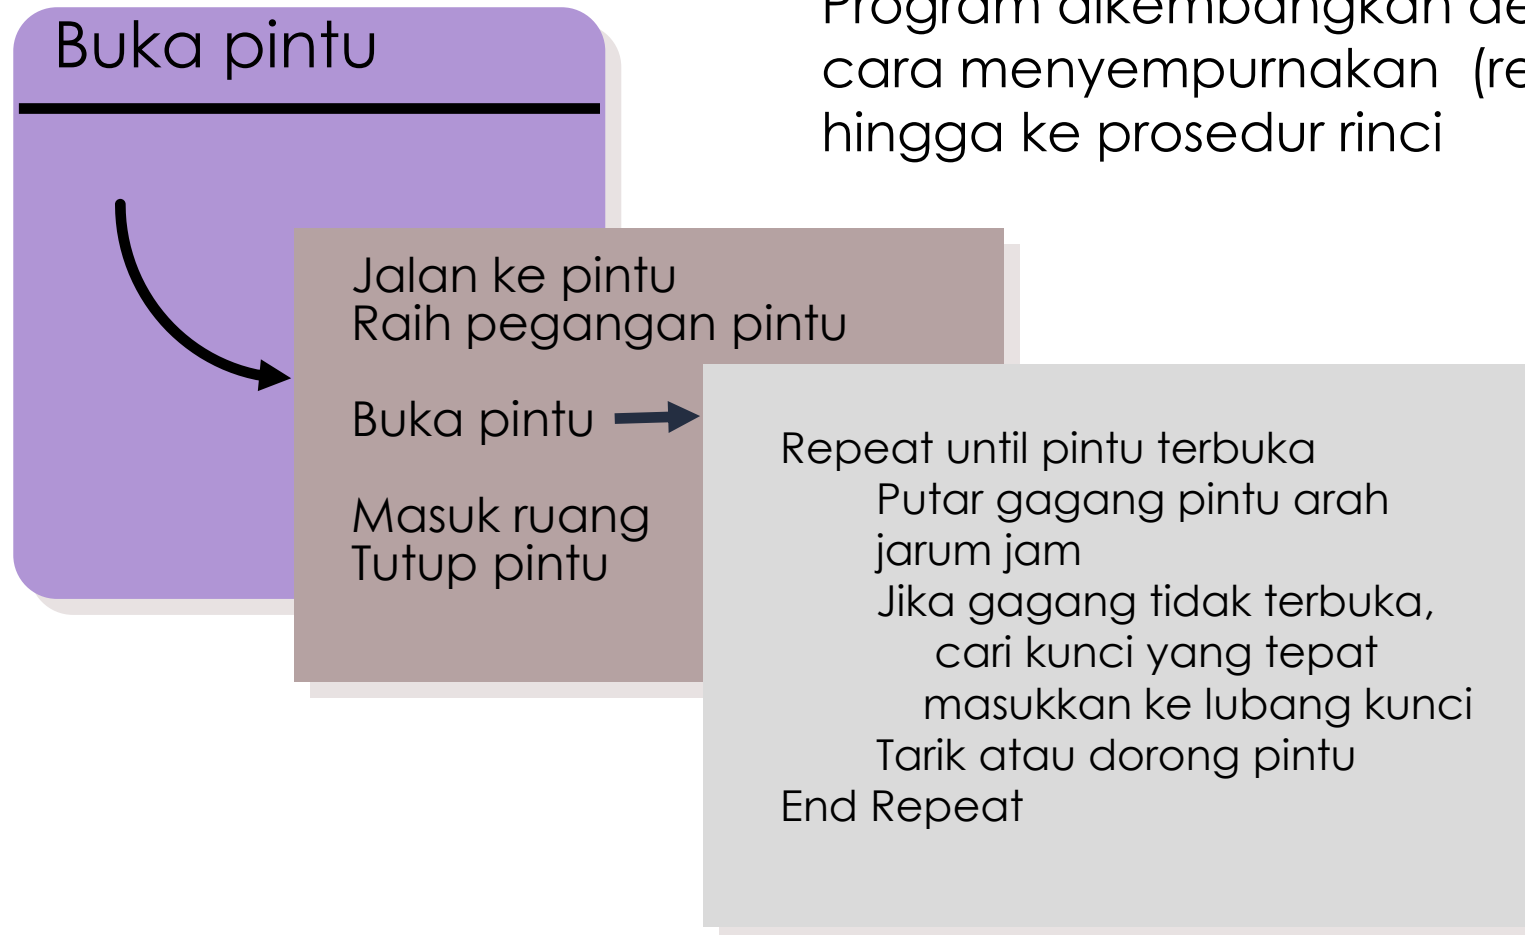 Buka pintu
Program dikembangkan
cara menyempurnakan
hingga ke prosedur rinci
Jalan ke pintu
Raih pegangan pintu
Buka pintu
Masuk ruang
Tutup pintu
Repeat until pintu terbuka
Putar gagang pintu arah
jarum jam
Jika gagang tidak terbuka,
cari kunci yang tepat
masukkan ke lubang kunci
Tarik atau dorong pintu
End Repeat